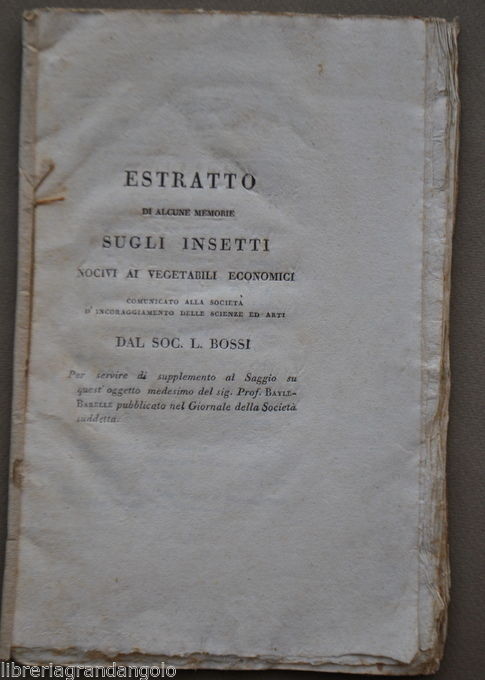 ESTRATTO
DI ALCUNE MEMORIE
SUGLI INSETTI
NOCIVI AI VEGETABILI ECONOMICI
COMUNICATO ALLA SOCIETÀ
D'INCORAGGIAMENTO DELLE SCIENZE ED ARTI
DAL SOC. L. BOSSI
Per servire di supplemento al Saggio su
quest'oggetto medesimo del sig. Prof. BAYLE-
BARELLE pubblicato nel Giornale della Società
suddetta.
libreriagrandangolo